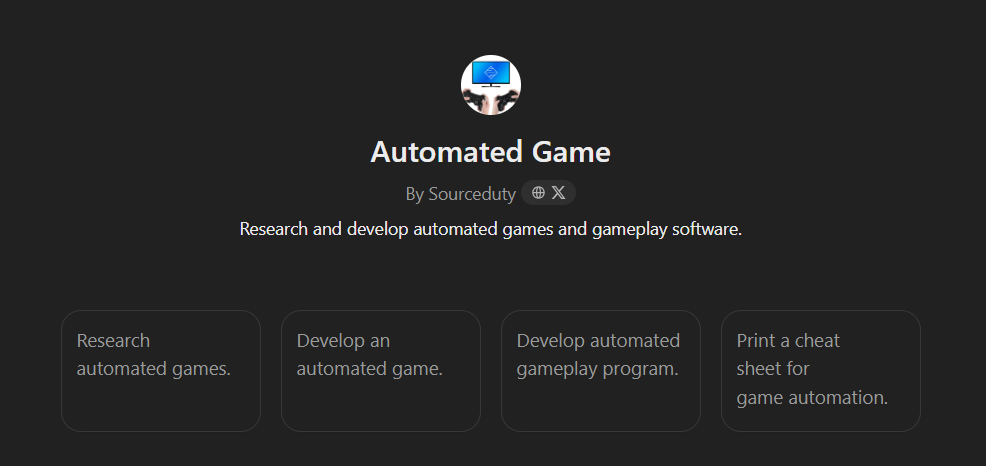 Automated Game
By Sourceduty
Research and develop automated games and gameplay software.
Research
automated games.
Develop an
automated game.
Develop automated
gameplay program.
Print a cheat
sheet for
game automation.